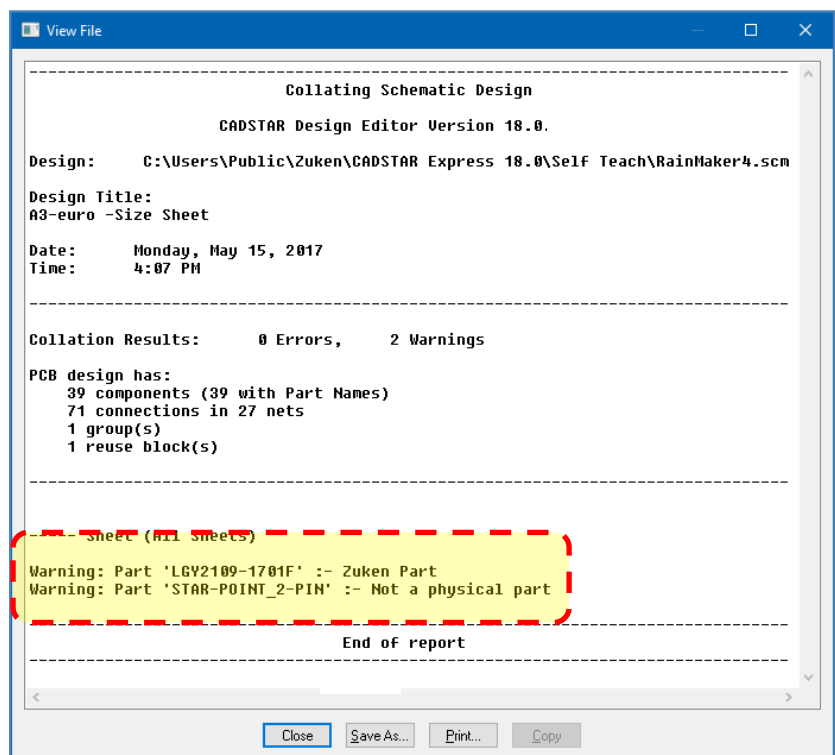 View File
Collating Schematic Design
CADSTAR Design Editor Version 18.0.
Design: C:\Users\Public\Zuken\CADSTAR Express 18.0\Self Teach\RainMaker4.scm
Design Title:
A3-euro -Size Sheet
Date: Monday, May 15, 2017
Time: 4:07 PM
Collation Results: 0 Errors, 2 Warnings
PCB design has:
39 components (39 with Part Names)
71 connections in 27 nets
1 group(s)
1 reuse block(s)
----- Sheet (All Sheets)
Warning: Part 'LGY2109-1701F' :- Zuken Part
Warning: Part 'STAR-POINT_2-PIN' :- Not a physical part
End of report
Close Save As... Print... Copy